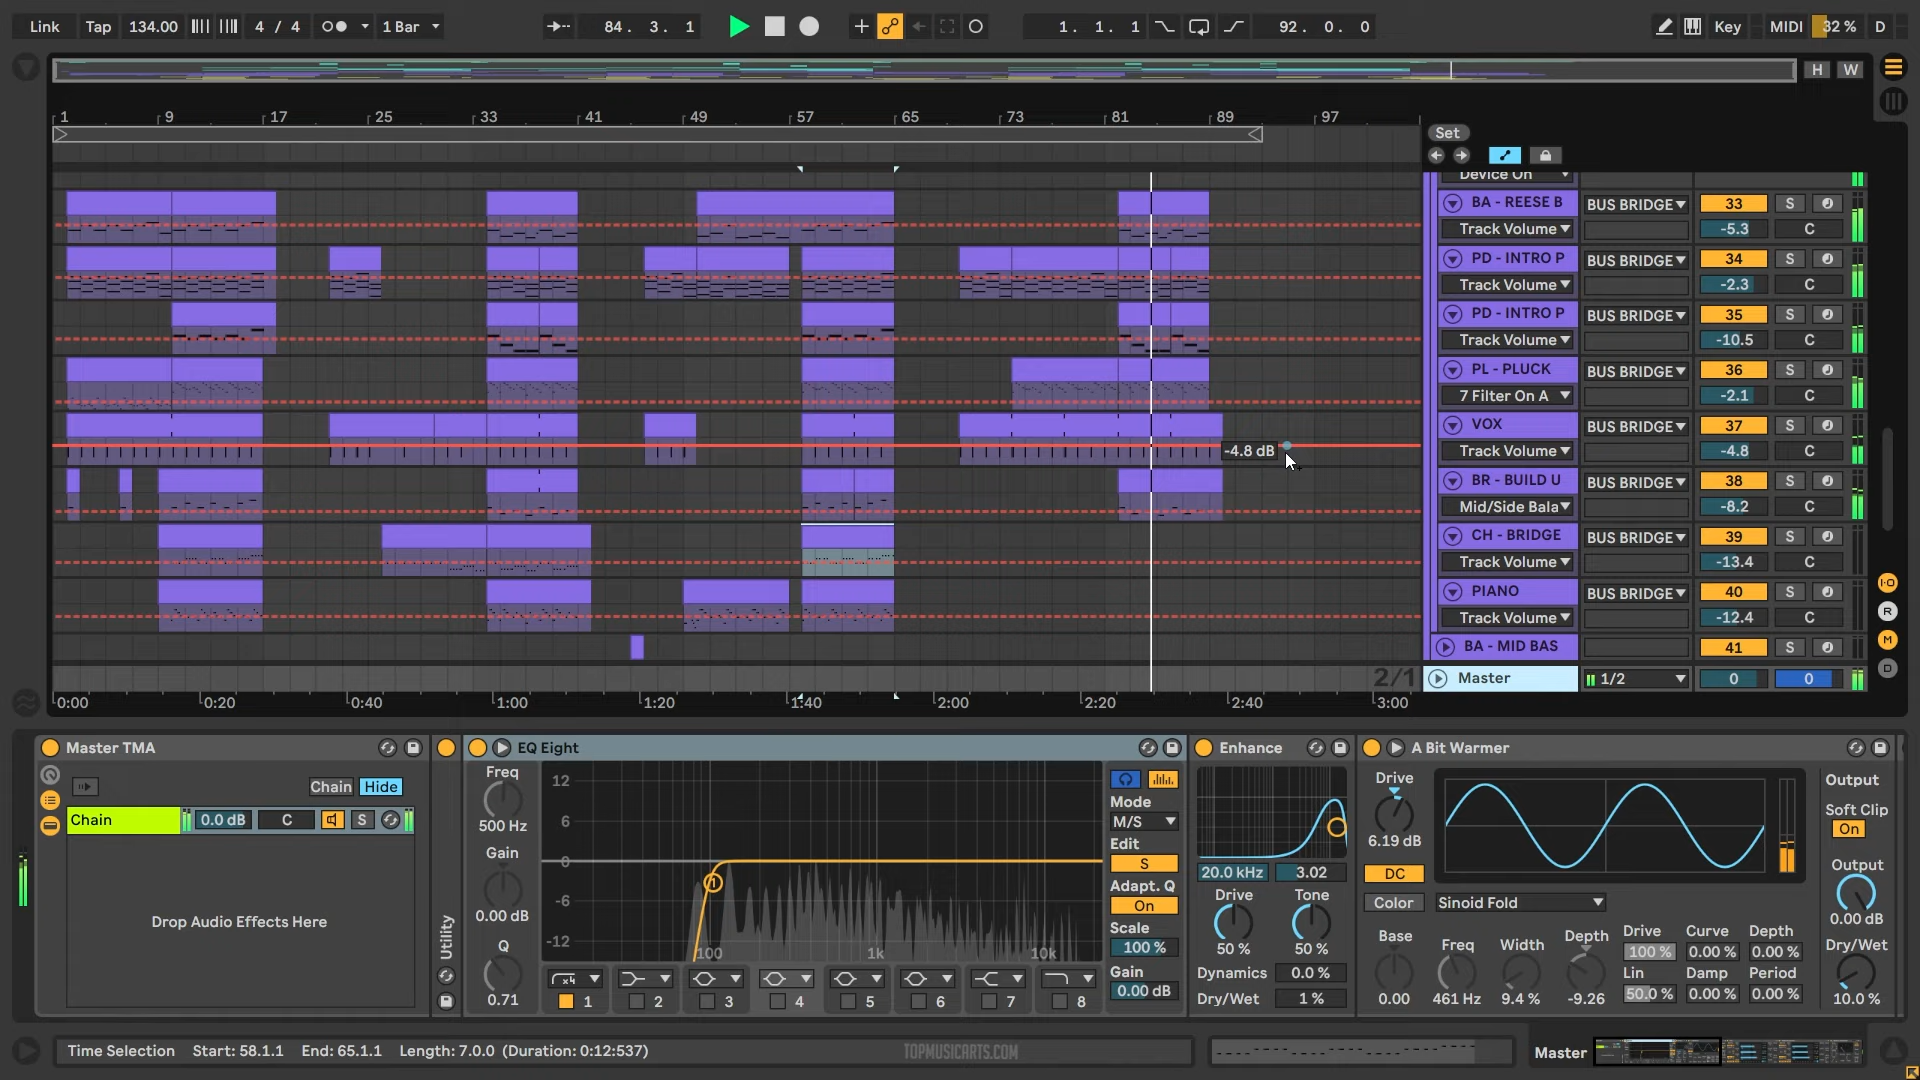 Link Tap 134.00 4 / 4 1 Bar 84. 3. 1 1. 1. 1 92. 0. 0 Key MIDI 32 % D
H W
1 9 17 25 33 41 49 57 65 73 81 89 97
Set
Device On
BA - REESE B BUS BRIDGE 33 S
Track Volume -5.3 C
PD - INTRO P BUS BRIDGE 34 S
Track Volume -2.3 C
PD - INTRO P BUS BRIDGE 35 S
Track Volume -10.5 C
PL - PLUCK BUS BRIDGE 36 S
7 Filter On A -2.1 C
VOX BUS BRIDGE 37 S
-4.8 dB Track Volume -4.8 C
BR - BUILD U BUS BRIDGE 38 S
Mid/Side Bala -8.2 C
CH - BRIDGE BUS BRIDGE 39 S
Track Volume -13.4 C
PIANO BUS BRIDGE 40 S
Track Volume -12.4 C
BA - MID BAS 41 S
2/1 Master 1/2 0 0
I·O
R
M
D
0:00 0:20 0:40 1:00 1:20 1:40 2:00 2:20 2:40 3:00
Master TMA
Chain Hide
Chain 0.0 dB C S
Drop Audio Effects Here
Utility
EQ Eight
Freq
500 Hz
Gain
0.00 dB
Q
0.71
12
6
0
-6
-12
100 1k 10k
1
1 2 3 4 5 6 7 8
Mode
M/S
Edit
S
Adapt. Q
On
Scale
100 %
Gain
0.00 dB
Enhance
20.0 kHz 3.02
Drive Tone
50 % 50 %
Dynamics 0.0 %
Dry/Wet 1 %
A Bit Warmer
Drive
6.19 dB
DC
Color Sinoid Fold
Base Freq Width Depth
0.00 461 Hz 9.4 % -9.26
Drive Curve Depth
100 % 0.00 % 0.00 %
Lin Damp Period
50.0 % 0.00 % 0.00 %
Output
Soft Clip
On
Output
0.00 dB
Dry/Wet
10.0 %
Time Selection Start: 58.1.1 End: 65.1.1 Length: 7.0.0 (Duration: 0:12:537)
TOPMUSICARTS.COM
Master